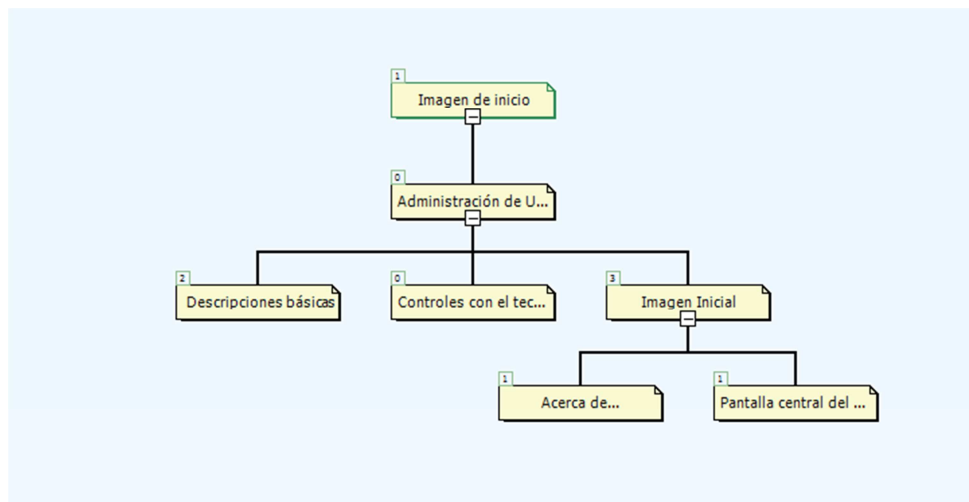 1
Imagen de inicio
0
Administración de U...
2
Descripciones básicas
0
Controles con el tec...
3
Imagen Inicial
1
Acerca de...
1
Pantalla central del ...